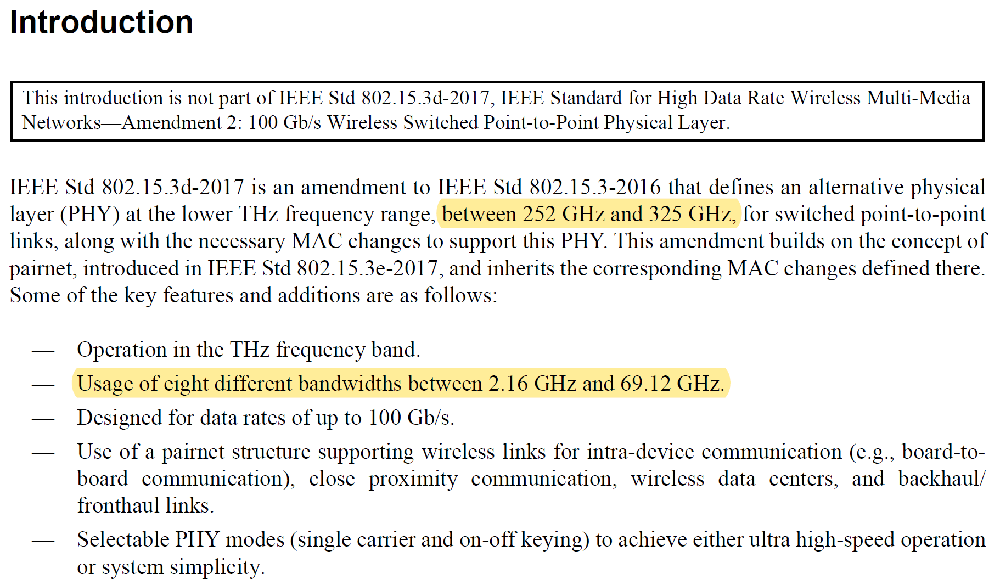 Introduction
This introduction is not part of IEEE Std 802.15.3d-2017, IEEE Standard for High Data Rate Wireless Multi-Media
Networks—Amendment 2: 100 Gb/s Wireless Switched Point-to-Point Physical Layer.
IEEE Std 802.15.3d-2017 is an amendment to IEEE Std 802.15.3-2016 that defines an alternative physical
layer (PHY) at the lower THz frequency range, between 252 GHz and 325 GHz, for switched point-to-point
links, along with the necessary MAC changes to support this PHY. This amendment builds on the concept of
pairnet, introduced in IEEE Std 802.15.3e-2017, and inherits the corresponding MAC changes defined there.
Some of the key features and additions are as follows:
— Operation in the THz frequency band.
— Usage of eight different bandwidths between 2.16 GHz and 69.12 GHz.
— Designed for data rates of up to 100 Gb/s.
— Use of a pairnet structure supporting wireless links for intra-device communication (e.g., board-to-
board communication), close proximity communication, wireless data centers, and backhaul/
fronthaul links.
— Selectable PHY modes (single carrier and on-off keying) to achieve either ultra high-speed operation
or system simplicity.